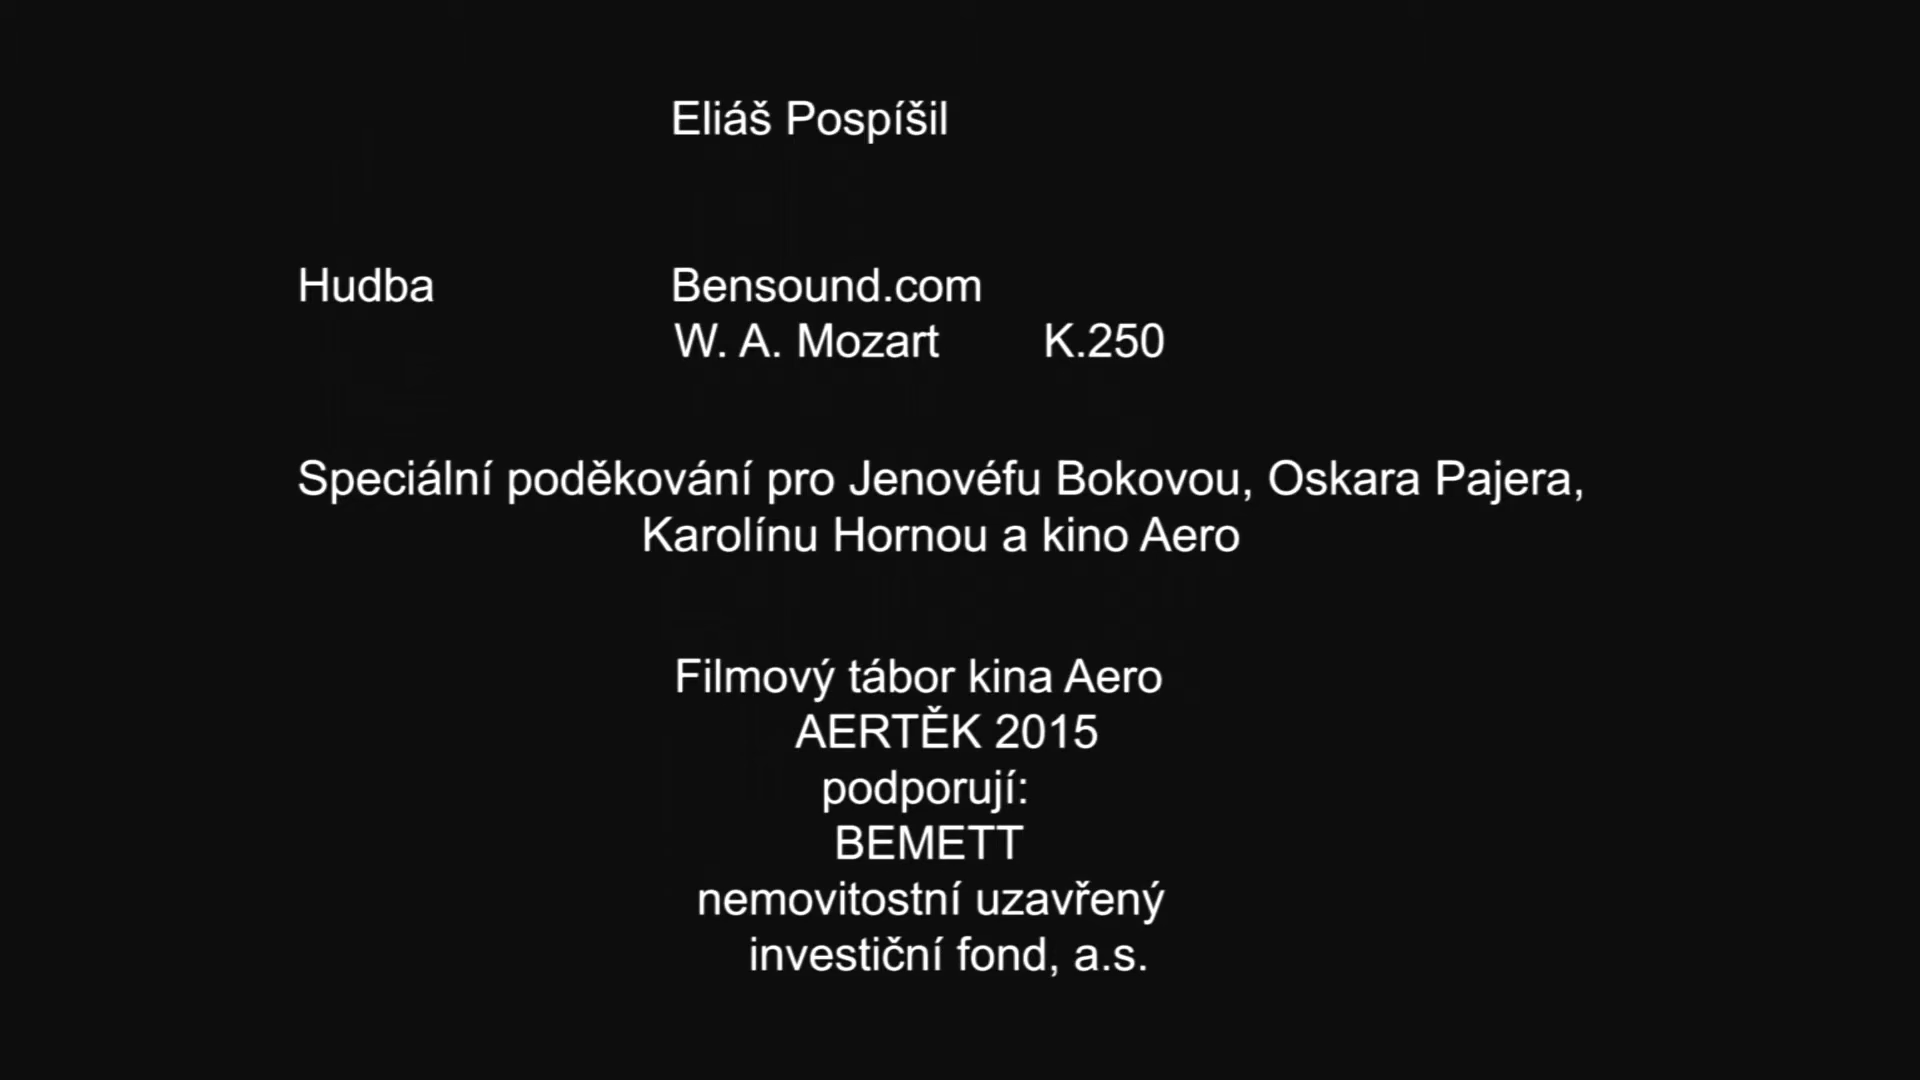 Eliáš Pospíšil
Hudba Bensound.com
W. A. Mozart K.250
Speciální poděkování pro Jenovéfu Bokovou, Oskara Pajera,
Karolínu Hornou a kino Aero
Filmový tábor kina Aero
AERTĚK 2015
podporují:
BEMETT
nemovitostní uzavřený
investiční fond, a.s.